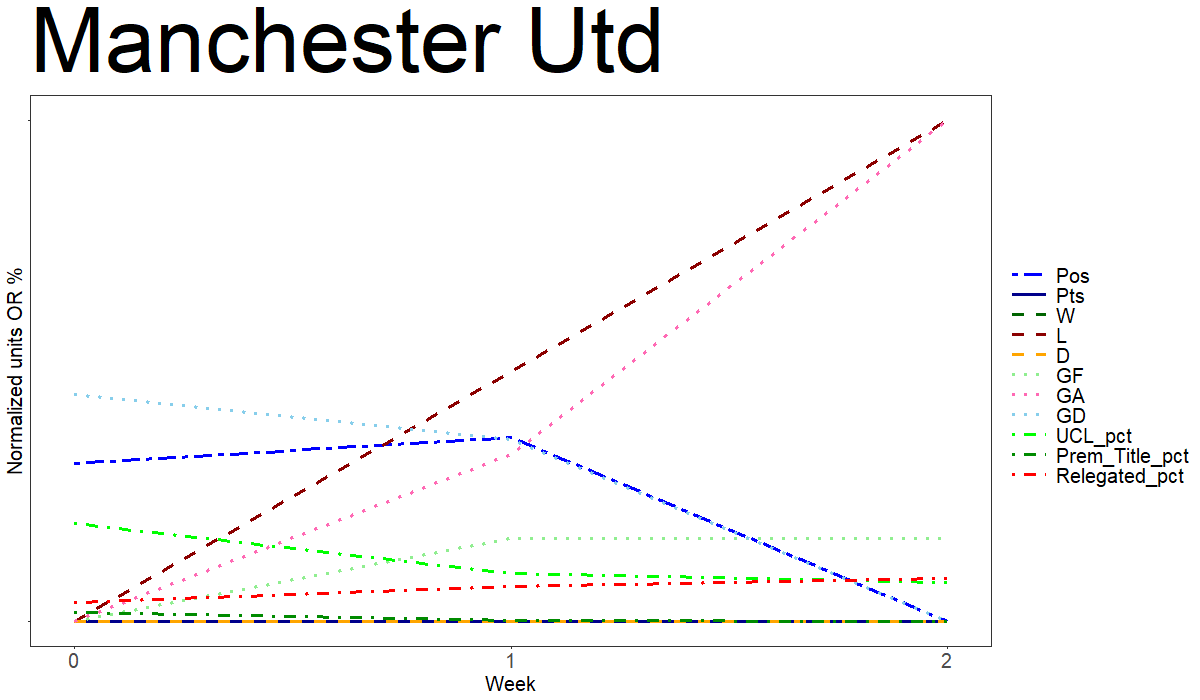 Manchester Utd
Normalized units OR %
Pos
Pts
W
L
D
GF
GA
GD
UCL_pct
Prem_Title_pct
Relegated_pct
0
1
2
Week